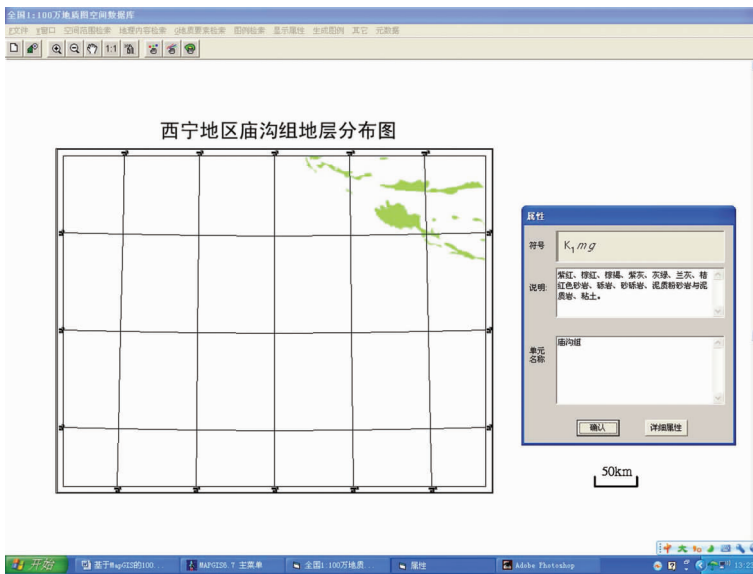 全国1:100万地质图空间数据库
F文件 W窗口 空间范围检索 地理内容检索 g地质要素检索 图例检索 显示属性 生成图例 其它 元数据
1:1
西宁地区庙沟组地层分布图
属性
符号
K₁mg
说明:
紫红、棕红、棕褐、紫灰、灰绿、兰灰、桔
红色砂岩、砾岩、砂砾岩、泥质粉砂岩与泥
质岩、粘土。
单元
名称
庙沟组
确认
详细属性
50km
开始
基于MapGIS的100...
MAPGIS6.7 主菜单
全国1:100万地质...
属性
Adobe Photoshop